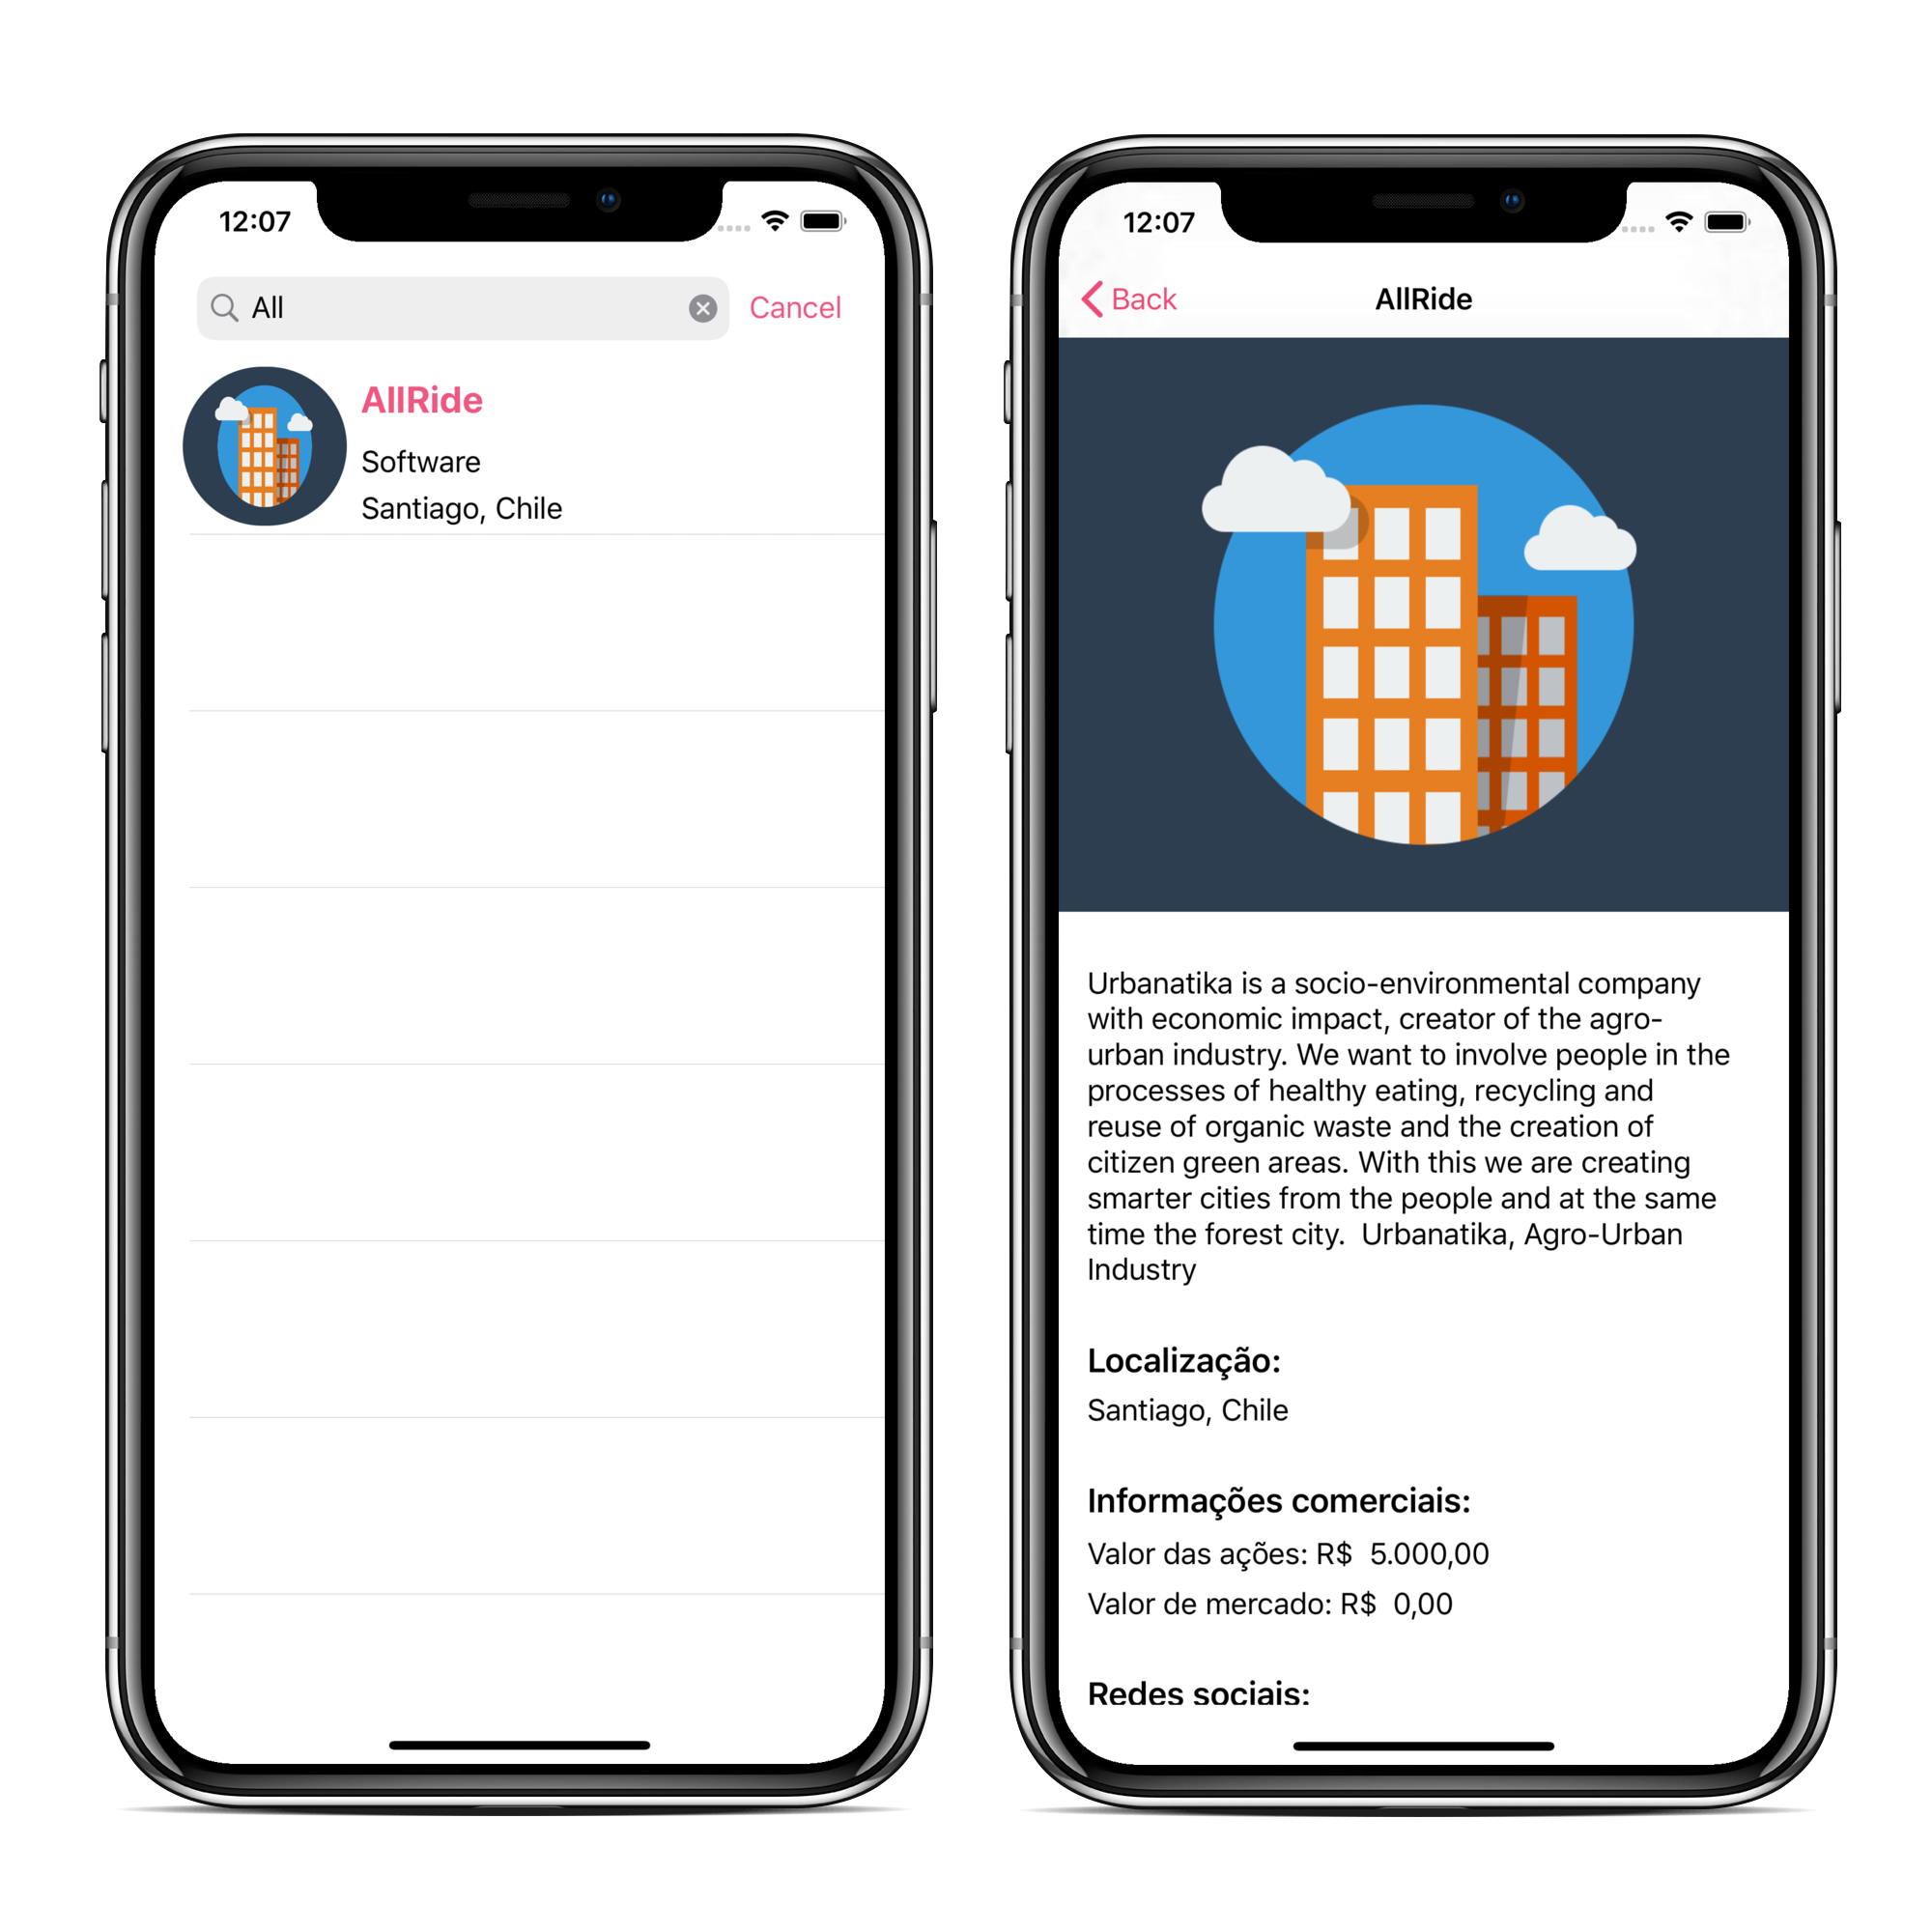 12:07
All
Cancel
AllRide
Software
Santiago, Chile
12:07
Back
AllRide
Urbanatika is a socio-environmental company
with economic impact, creator of the agro-
urban industry. We want to involve people in the
processes of healthy eating, recycling and
reuse of organic waste and the creation of
citizen green areas. With this we are creating
smarter cities from the people and at the same
time the forest city.  Urbanatika, Agro-Urban
Industry
Localização:
Santiago, Chile
Informações comerciais:
Valor das ações: R$  5.000,00
Valor de mercado: R$  0,00
Redes sociais: